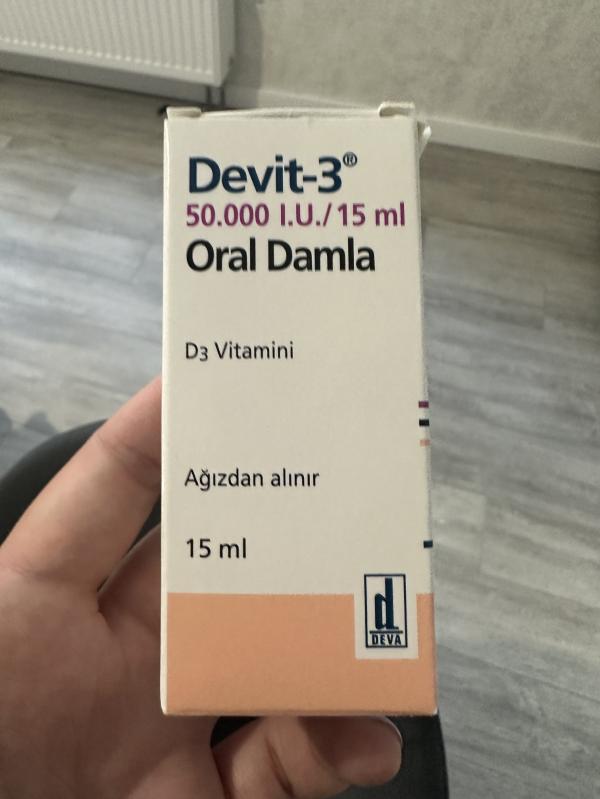 Devit-3®
50.000 I.U./15 ml
Oral Damla
D3 Vitamini
Ağızdan alınır
15 ml
d
DEVA